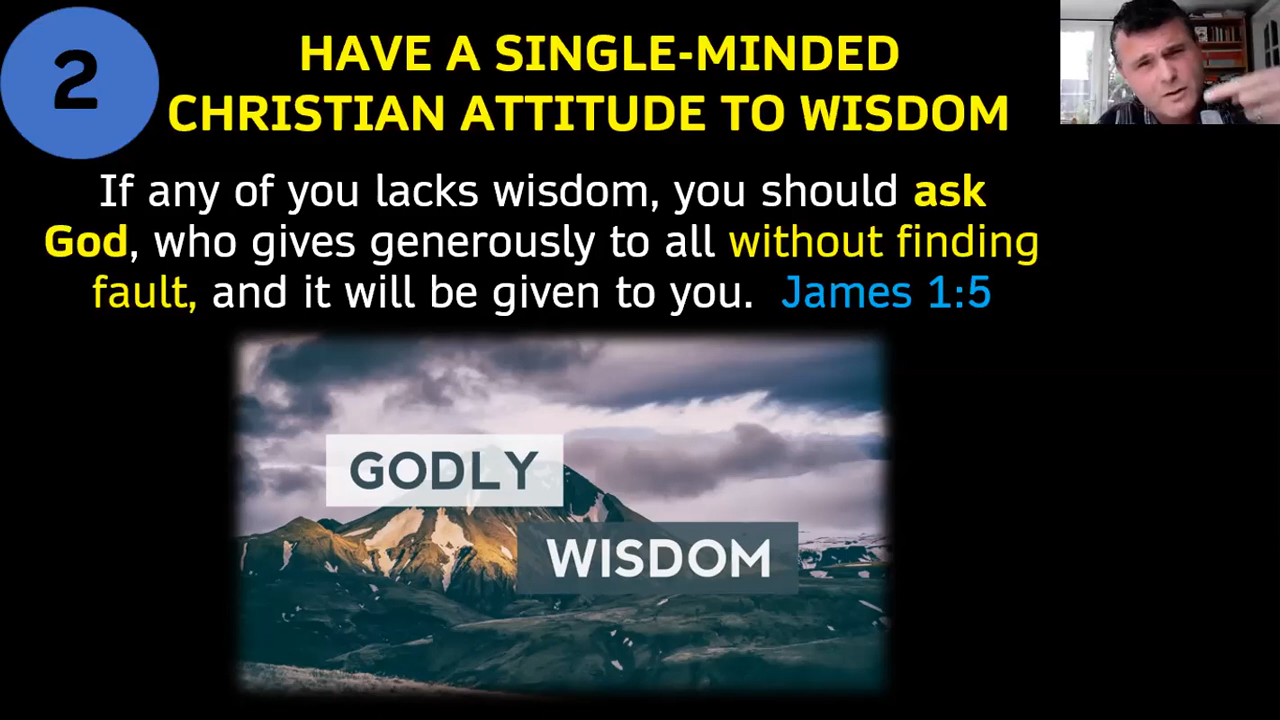 2
HAVE A SINGLE-MINDED
CHRISTIAN ATTITUDE TO WISDOM
If any of you lacks wisdom, you should ask
God, who gives generously to all without finding
fault, and it will be given to you. James 1:5
GODLY
WISDOM